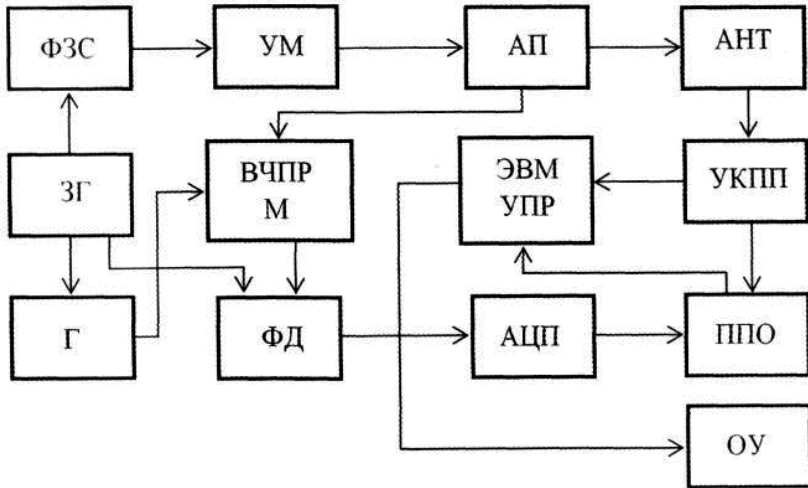 ФЗС
УМ
АП
АНТ
ЗГ
ВЧПР
М
ЭВМ
УПР
УКПП
Г
ФД
АЦП
ППО
ОУ